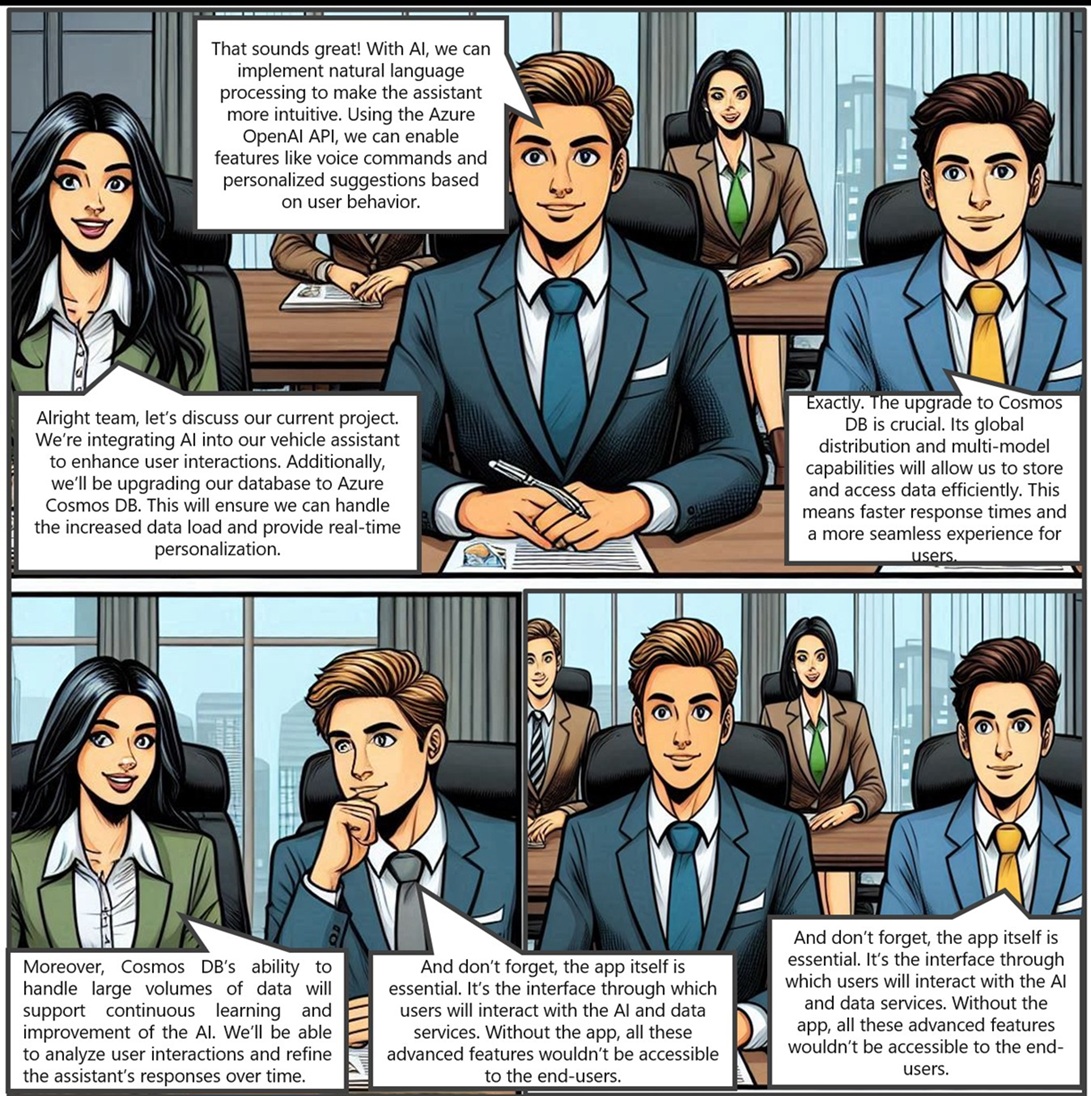 That sounds great! With AI, we can
implement natural language
processing to make the assistant
more intuitive. Using the Azure
OpenAI API, we can enable
features like voice commands and
personalized suggestions based
on user behavior.
Alright team, let's discuss our current project.
We're integrating AI into our vehicle assistant
to enhance user interactions. Additionally,
we'll be upgrading our database to Azure
Cosmos DB. This will ensure we can handle
the increased data load and provide real-time
personalization.
Exactly. The upgrade to Cosmos
DB is crucial. Its global
distribution and multi-model
capabilities will allow us to store
and access data efficiently. This
means faster response times and
a more seamless experience for
users.
Moreover, Cosmos DB's ability to
handle large volumes of data will
support continuous learning and
improvement of the AI. We'll be able
to analyze user interactions and refine
the assistant's responses over time.
And don't forget, the app itself is
essential. It's the interface through which
users will interact with the AI and data
services. Without the app, all these
advanced features wouldn't be accessible
to the end-users.
And don't forget, the app itself is
essential. It's the interface through
which users will interact with the AI
and data services. Without the
app, all these advanced features
wouldn't be accessible to the end-
users.